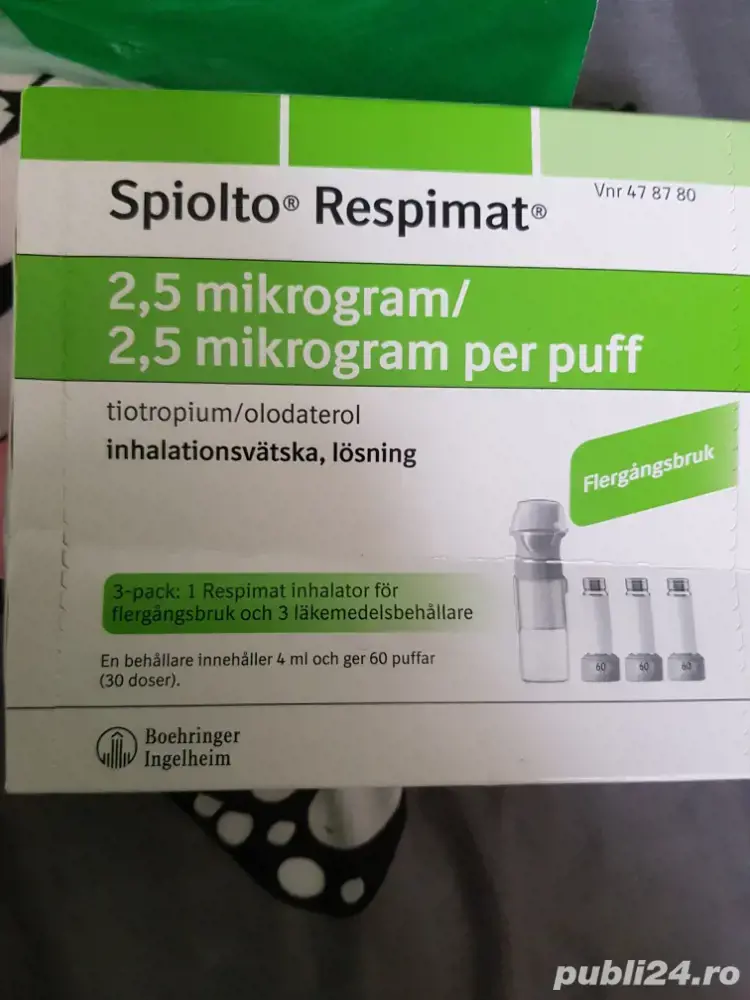 Spiolto® Respimat®
Vnr 47 87 80
2,5 mikrogram/
2,5 mikrogram per puff
tiotropium/olodaterol
inhalationsvätska, lösning
Flergångsbruk
3-pack: 1 Respimat inhalator för
flergångsbruk och 3 läkemedelsbehållare
60 60 60
En behållare innehåller 4 ml och ger 60 puffar
(30 doser).
Boehringer
Ingelheim
publi24.ro